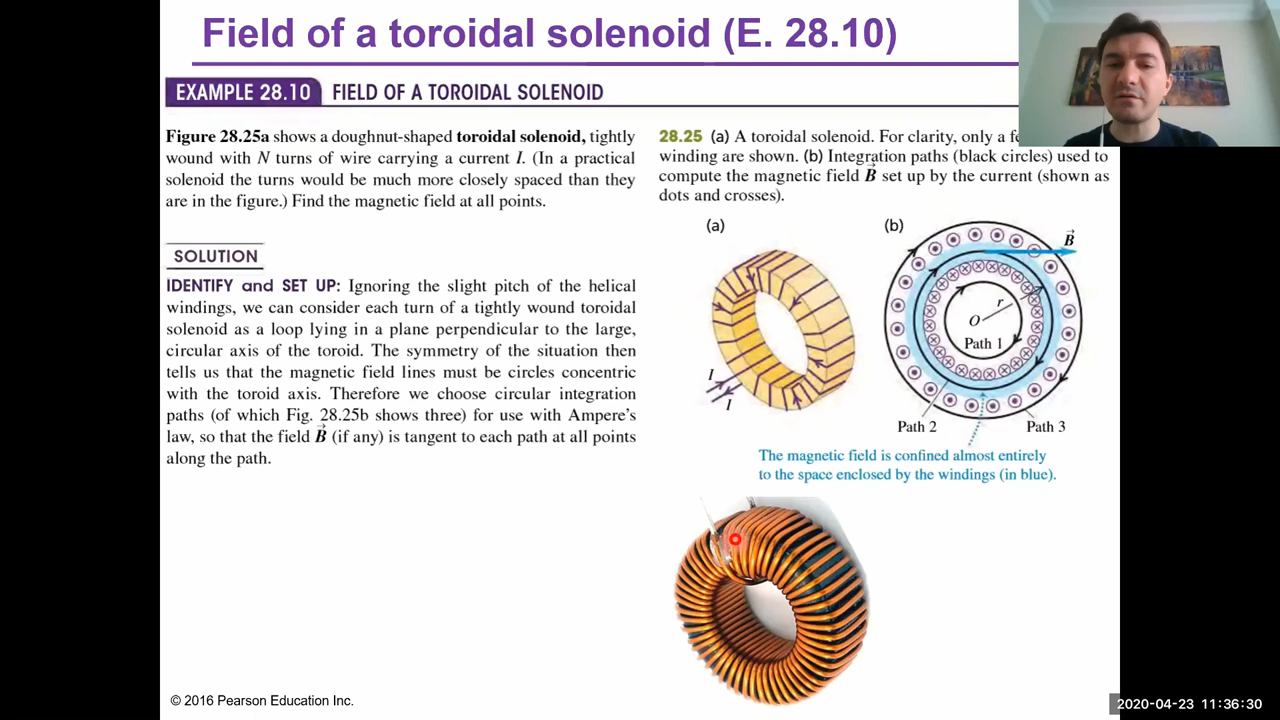 Field of a toroidal solenoid (E. 28.10)
EXAMPLE 28.10 FIELD OF A TOROIDAL SOLENOID
Figure 28.25a shows a doughnut-shaped toroidal solenoid, tightly
wound with N turns of wire carrying a current I. (In a practical
solenoid the turns would be much more closely spaced than they
are in the figure.) Find the magnetic field at all points.
SOLUTION
IDENTIFY and SET UP: Ignoring the slight pitch of the helical
windings, we can consider each turn of a tightly wound toroidal
solenoid as a loop lying in a plane perpendicular to the large,
circular axis of the toroid. The symmetry of the situation then
tells us that the magnetic field lines must be circles concentric
with the toroid axis. Therefore we choose circular integration
paths (of which Fig. 28.25b shows three) for use with Ampere's
law, so that the field B⃗ (if any) is tangent to each path at all points
along the path.
28.25 (a) A toroidal solenoid. For clarity, only a
winding are shown. (b) Integration paths (black circles) used to
compute the magnetic field B⃗ set up by the current (shown as
dots and crosses).
(a)
I
I
(b)
B⃗
r
O
Path 1
Path 2
Path 3
The magnetic field is confined almost entirely
to the space enclosed by the windings (in blue).
© 2016 Pearson Education Inc.
2020-04-23 11:36:30